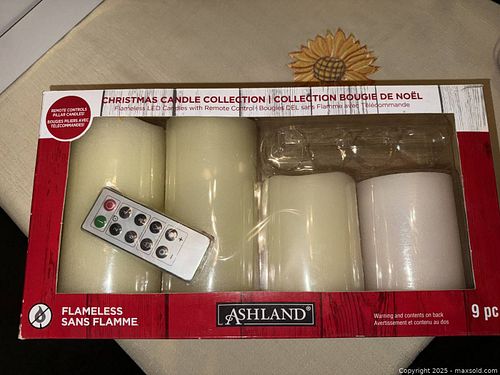 CHRISTMAS CANDLE COLLECTION | COLLECTION BOUGIE DE NOËL
Flameless LED Candles with Remote Control | Bougies DEL sans Flamme avec Télécommande
REMOTE CONTROLS
PILLAR CANDLES!
BOUGIES PILIERS AVEC
TÉLÉCOMMANDE!
FLAMELESS
SANS FLAMME
ASHLAND®
Warning and contents on back
Avertissement et contenu au dos
9 pc
Copyright 2025 - maxsold.com